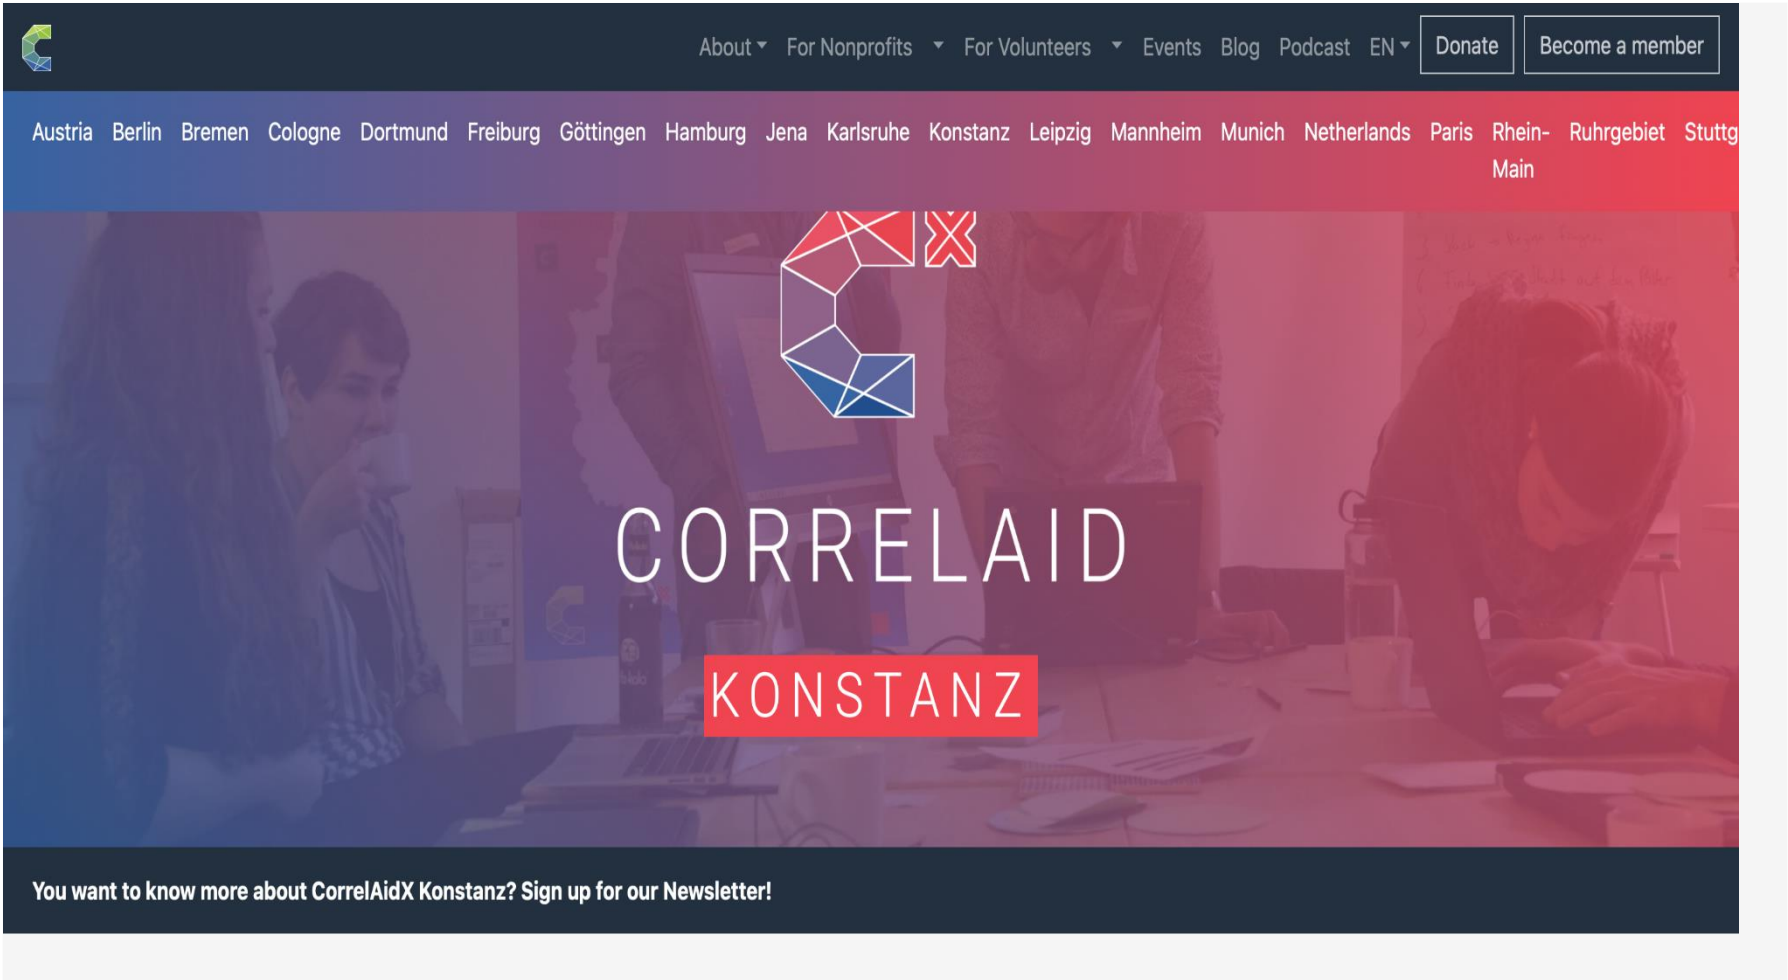 About For Nonprofits For Volunteers Events Blog Podcast EN Donate Become a member
Austria Berlin Bremen Cologne Dortmund Freiburg Göttingen Hamburg Jena Karlsruhe Konstanz Leipzig Mannheim Munich Netherlands Paris Rhein-Main Ruhrgebiet Stuttg
X
CORRELAID
KONSTANZ
You want to know more about CorrelAidX Konstanz? Sign up for our Newsletter!